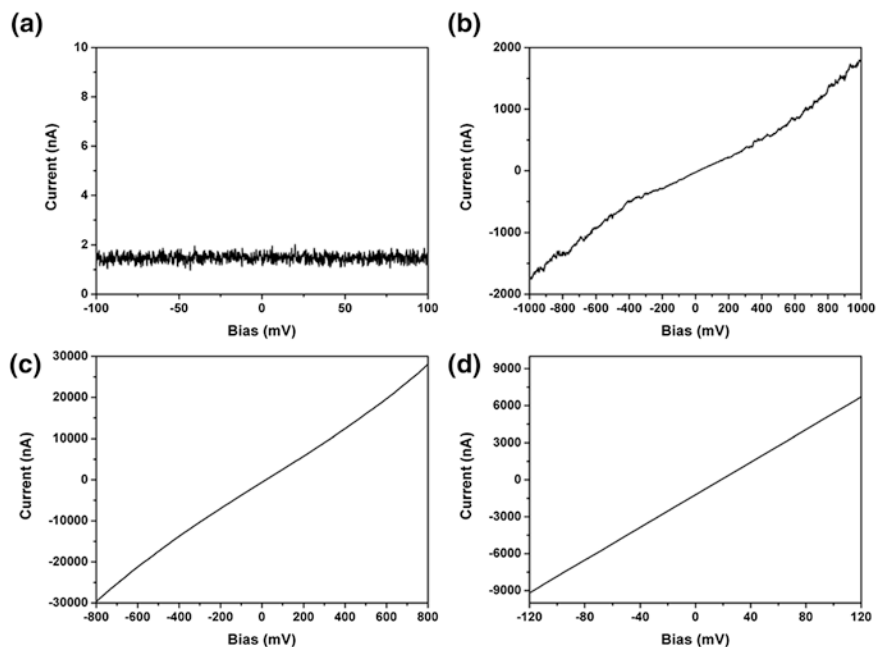 (a)
10
8
6
4
2
0
Current (nA)
-100 -50 0 50 100
Bias (mV)
(b)
2000
1000
0
-1000
-2000
Current (nA)
-1000 -800 -600 -400 -200 0 200 400 600 800 1000
Bias (mV)
(c)
30000
20000
10000
0
-10000
-20000
-30000
Current (nA)
-800 -600 -400 -200 0 200 400 600 800
Bias (mV)
(d)
9000
6000
3000
0
-3000
-6000
-9000
Current (nA)
-120 -80 -40 0 40 80 120
Bias (mV)